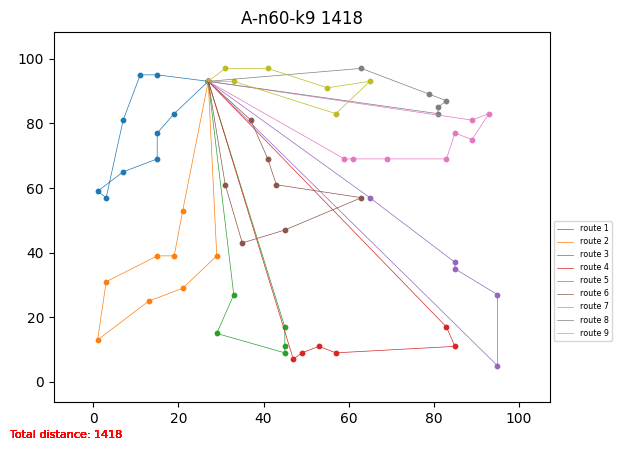 A-n60-k9 1418
100
80
60
40
20
0
0 20 40 60 80 100
route 1
route 2
route 3
route 4
route 5
route 6
route 7
route 8
route 9
Total distance: 1418